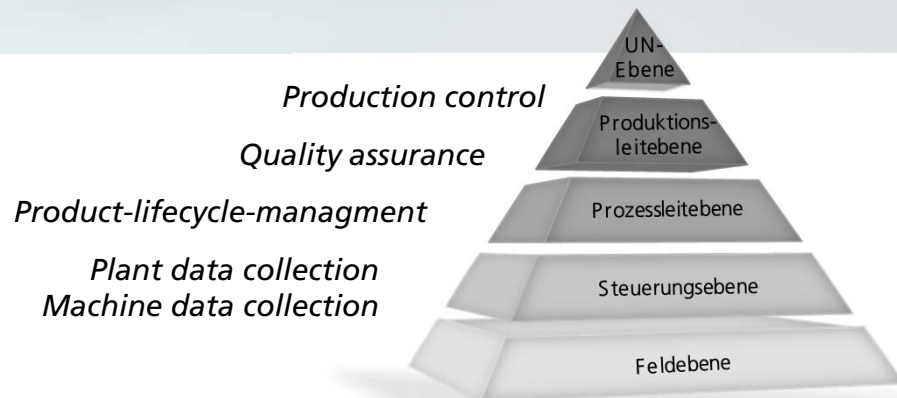 UN-
Ebene
Production control
Produktions-
leitebene
Quality assurance
Product-lifecycle-managment
Prozessleitebene
Plant data collection
Machine data collection
Steuerungsebene
Feldebene